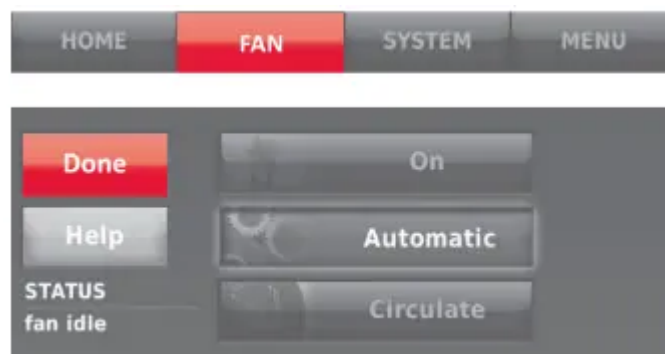 HOME
FAN
SYSTEM
MENU
Done
On
Help
Automatic
STATUS
fan idle
Circulate